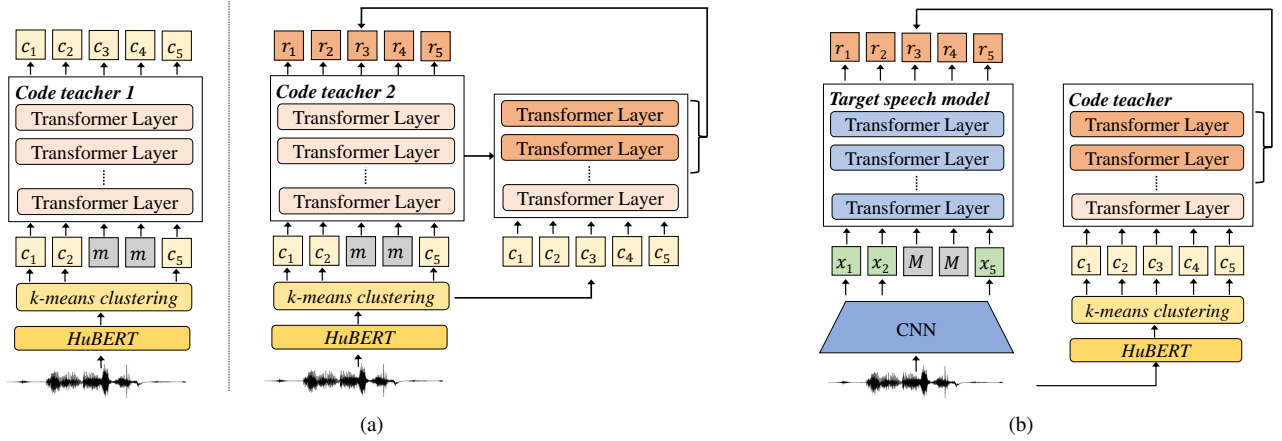 c1 c2 c3 c4 c5
Code teacher 1
Transformer Layer
Transformer Layer
Transformer Layer
c1 c2 m m c5
k-means clustering
HuBERT
r1 r2 r3 r4 r5
Code teacher 2
Transformer Layer
Transformer Layer
Transformer Layer
c1 c2 m m c5
k-means clustering
HuBERT
Transformer Layer
Transformer Layer
Transformer Layer
c1 c2 c3 c4 c5
(a)
r1 r2 r3 r4 r5
Target speech model
Transformer Layer
Transformer Layer
Transformer Layer
x1 x2 M M x5
CNN
Code teacher
Transformer Layer
Transformer Layer
Transformer Layer
c1 c2 c3 c4 c5
k-means clustering
HuBERT
(b)